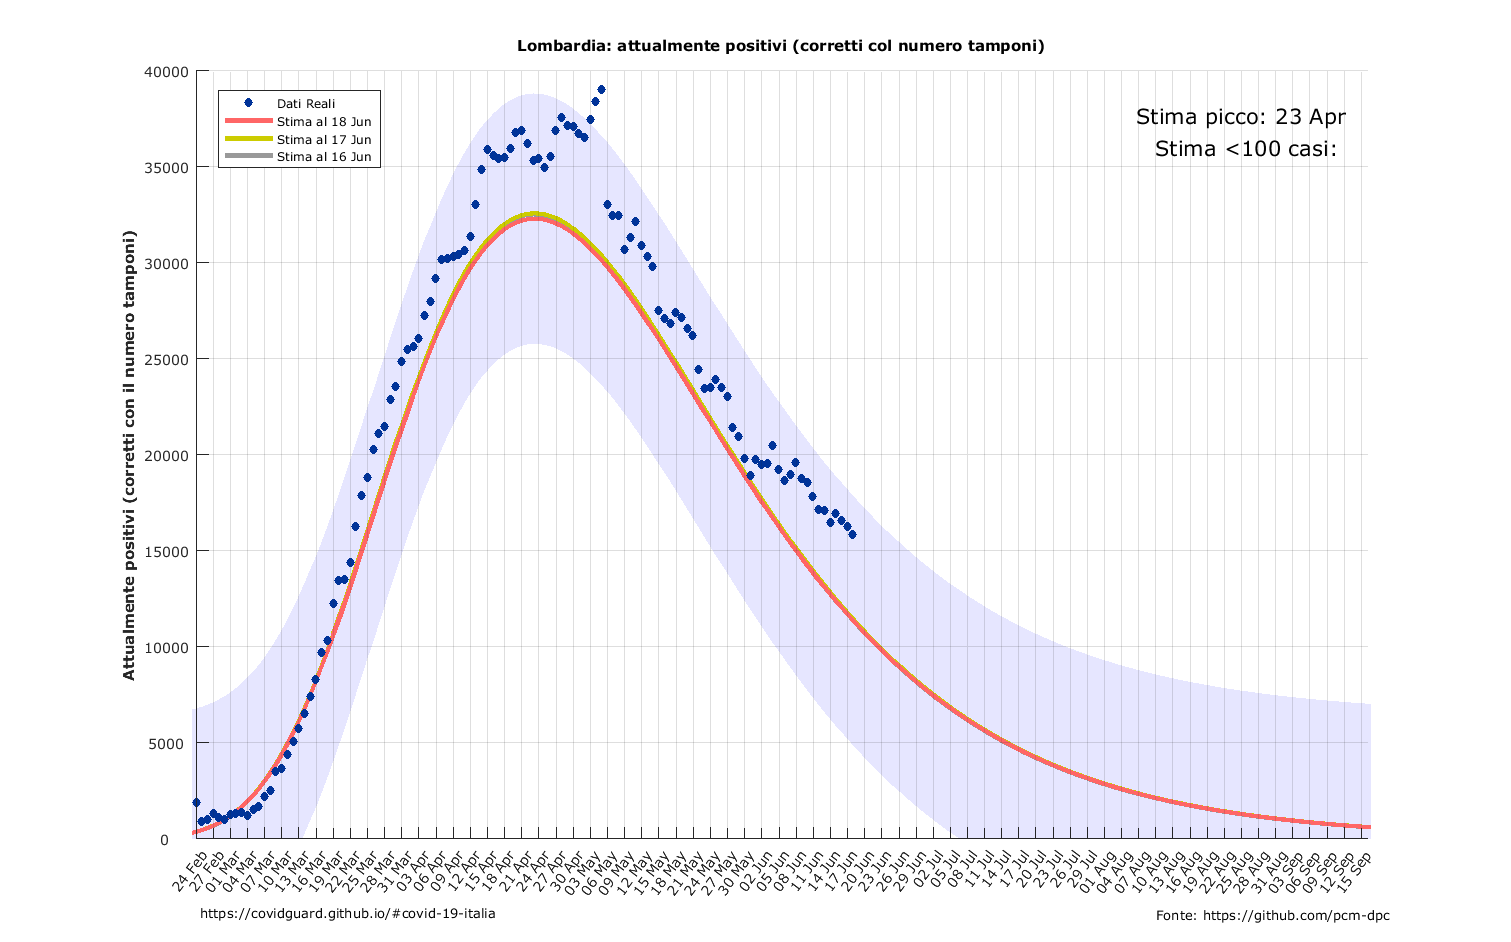 Lombardia: attualmente positivi (corretti col numero tamponi)
Attualmente positivi (corretti con il numero tamponi)
40000
35000
30000
25000
20000
15000
10000
5000
0
Dati Reali
Stima al 18 Jun
Stima al 17 Jun
Stima al 16 Jun
Stima picco: 23 Apr
Stima <100 casi:
24 Feb
27 Feb
01 Mar
04 Mar
07 Mar
10 Mar
13 Mar
16 Mar
19 Mar
22 Mar
25 Mar
28 Mar
31 Mar
03 Apr
06 Apr
09 Apr
12 Apr
15 Apr
18 Apr
21 Apr
24 Apr
27 Apr
30 Apr
03 May
06 May
09 May
12 May
15 May
18 May
21 May
24 May
27 May
30 May
02 Jun
05 Jun
08 Jun
11 Jun
14 Jun
17 Jun
20 Jun
23 Jun
26 Jun
29 Jun
02 Jul
05 Jul
08 Jul
11 Jul
14 Jul
17 Jul
20 Jul
23 Jul
26 Jul
29 Jul
01 Aug
04 Aug
07 Aug
10 Aug
13 Aug
16 Aug
19 Aug
22 Aug
25 Aug
28 Aug
31 Aug
03 Sep
06 Sep
09 Sep
12 Sep
15 Sep
https://covidguard.github.io/#covid-19-italia
Fonte: https://github.com/pcm-dpc